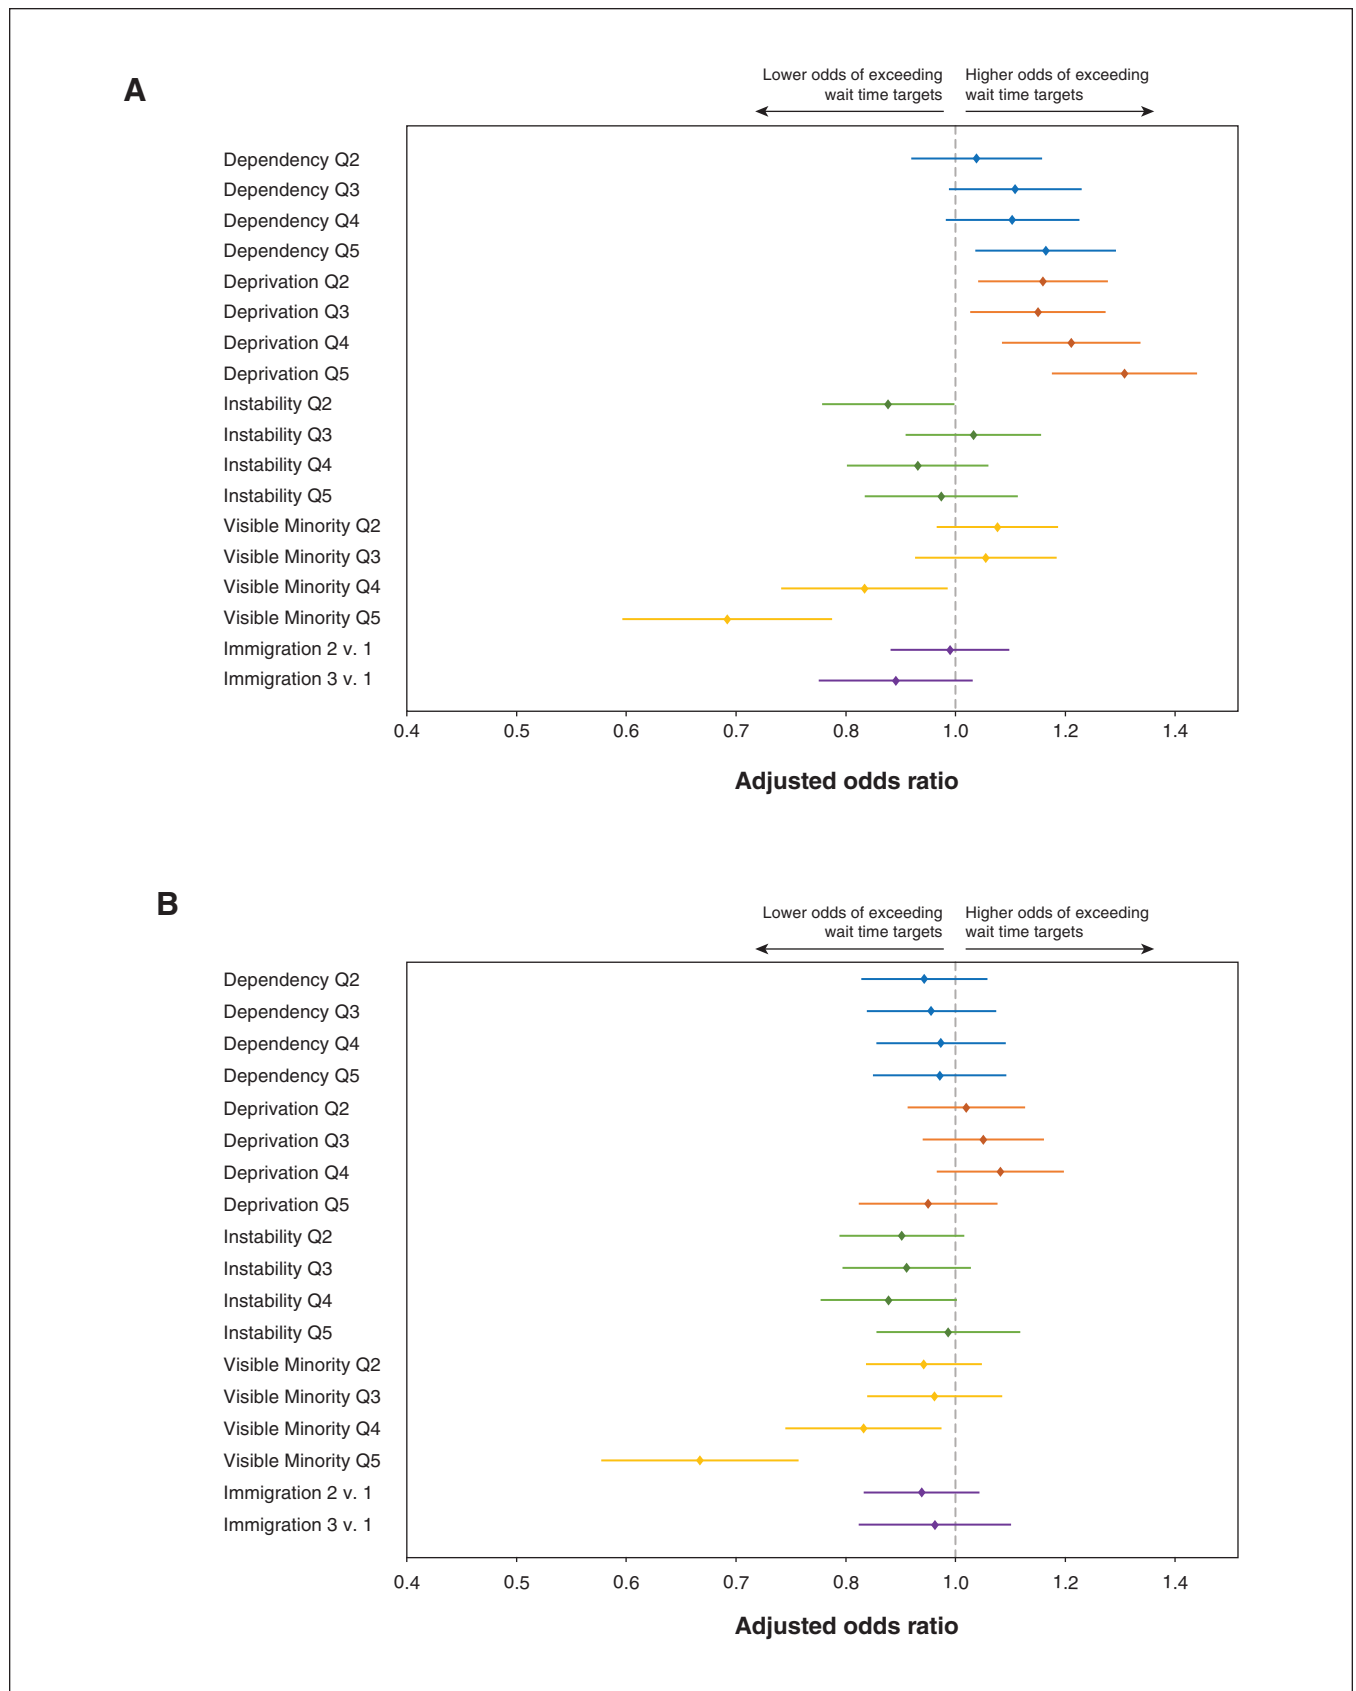 A
Lower odds of exceeding
wait time targets
Higher odds of exceeding
wait time targets
Dependency Q2
Dependency Q3
Dependency Q4
Dependency Q5
Deprivation Q2
Deprivation Q3
Deprivation Q4
Deprivation Q5
Instability Q2
Instability Q3
Instability Q4
Instability Q5
Visible Minority Q2
Visible Minority Q3
Visible Minority Q4
Visible Minority Q5
Immigration 2 v. 1
Immigration 3 v. 1
0.4 0.5 0.6 0.7 0.8 1.0 1.2 1.4
Adjusted odds ratio
B
Lower odds of exceeding
wait time targets
Higher odds of exceeding
wait time targets
Dependency Q2
Dependency Q3
Dependency Q4
Dependency Q5
Deprivation Q2
Deprivation Q3
Deprivation Q4
Deprivation Q5
Instability Q2
Instability Q3
Instability Q4
Instability Q5
Visible Minority Q2
Visible Minority Q3
Visible Minority Q4
Visible Minority Q5
Immigration 2 v. 1
Immigration 3 v. 1
0.4 0.5 0.6 0.7 0.8 1.0 1.2 1.4
Adjusted odds ratio